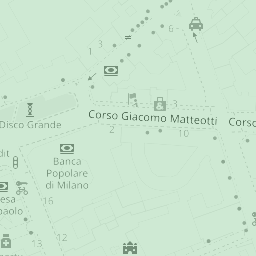 6
1
3
3
Corso Giacomo Matteotti
Corso
Disco Grande
2
10
dit
Banca
Popolare
di Milano
esa
paolo
16
13
12